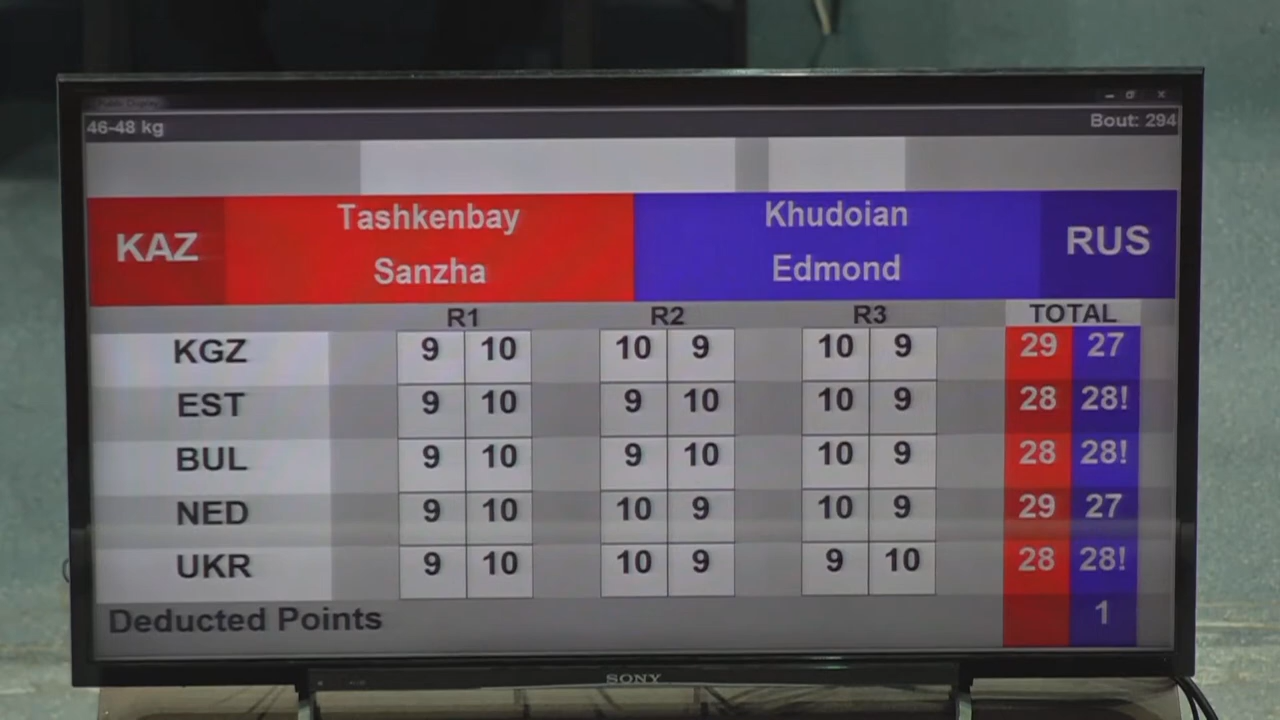 46-48 kg Bout: 294
KAZ Tashkenbay Sanzha Khudoian Edmond RUS
R1 R2 R3 TOTAL
KGZ 9 10 10 9 10 9 29 27
EST 9 10 9 10 10 9 28 28!
BUL 9 10 9 10 10 9 28 28!
NED 9 10 10 9 10 9 29 27
UKR 9 10 10 9 9 10 28 28!
Deducted Points 1
SONY